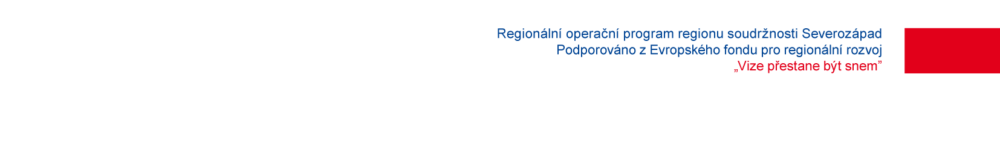 Regionální operační program regionu soudržnosti Severozápad
Podporováno z Evropského fondu pro regionální rozvoj
„Vize přestane být snem”